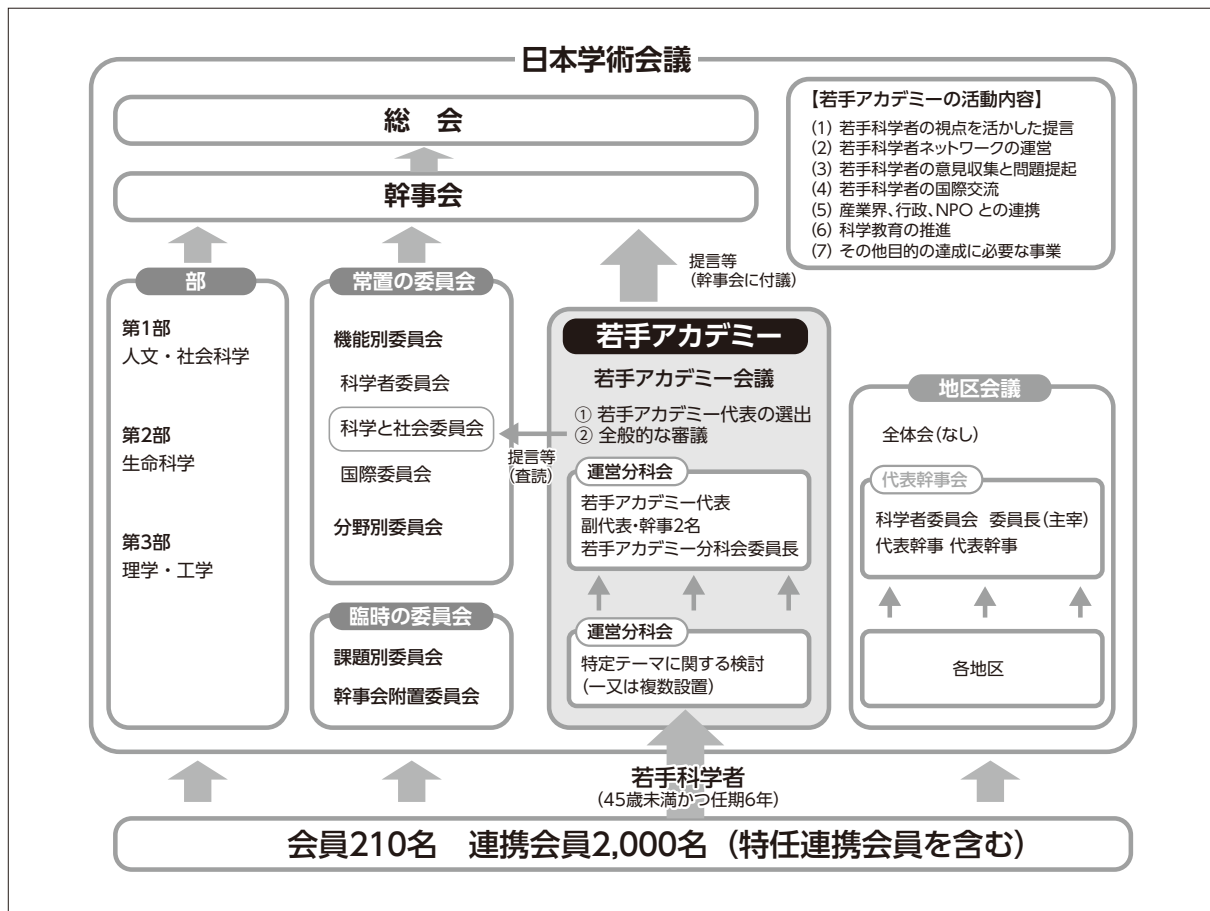 日本学術会議
総　会
幹事会
【若手アカデミーの活動内容】
(1) 若手科学者の視点を活かした提言
(2) 若手科学者ネットワークの運営
(3) 若手科学者の意見収集と問題提起
(4) 若手科学者の国際交流
(5) 産業界、行政、NPO との連携
(6) 科学教育の推進
(7) その他目的の達成に必要な事業
部
第1部
人文・社会科学
第2部
生命科学
第3部
理学・工学
常置の委員会
機能別委員会
科学者委員会
科学と社会委員会
国際委員会
分野別委員会
臨時の委員会
課題別委員会
幹事会附置委員会
提言等
(幹事会に付議)
若手アカデミー
若手アカデミー会議
① 若手アカデミー代表の選出
② 全般的な審議
提言等
(査読)
運営分科会
若手アカデミー代表
副代表・幹事2名
若手アカデミー分科会委員長
運営分科会
特定テーマに関する検討
(一又は複数設置)
地区会議
全体会(なし)
代表幹事会
科学者委員会　委員長(主宰)
代表幹事 代表幹事
各地区
若手科学者
(45歳未満かつ任期6年)
会員210名　連携会員2,000名（特任連携会員を含む）